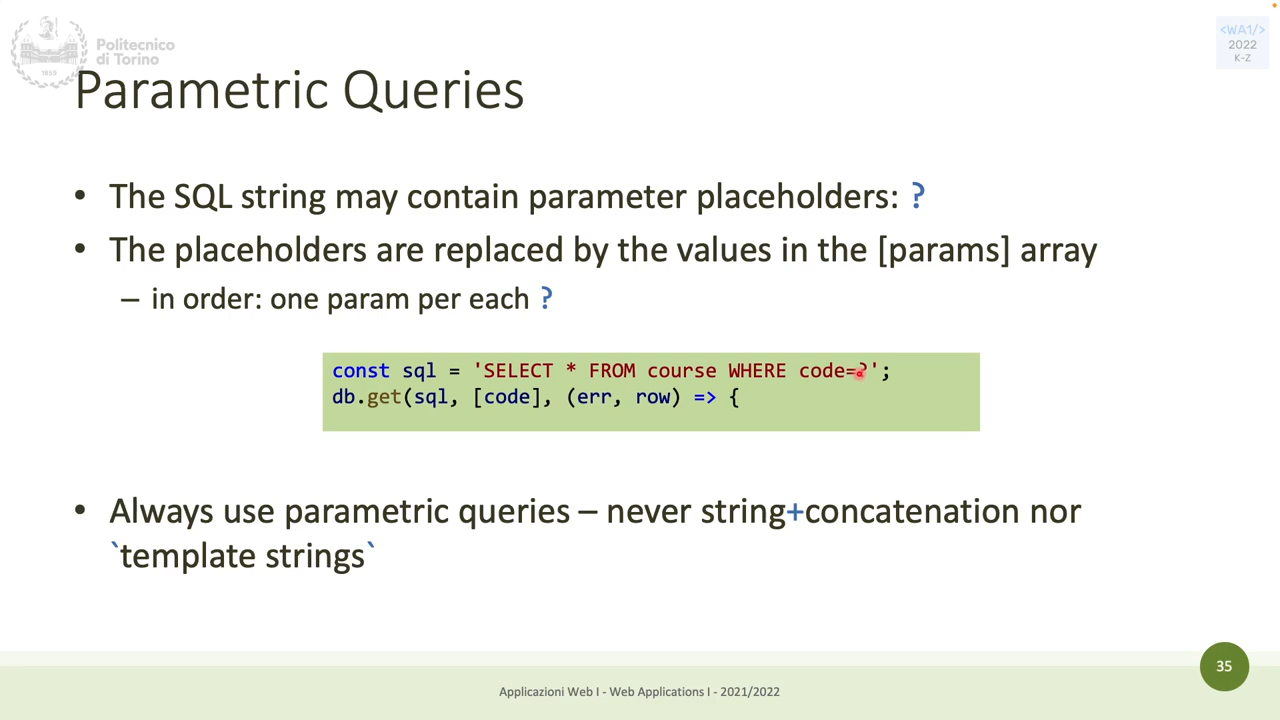 Politecnico
di Torino
1859
<WA1/>
2022
K-Z
Parametric Queries
• The SQL string may contain parameter placeholders: ?
• The placeholders are replaced by the values in the [params] array
– in order: one param per each ?
const sql = 'SELECT * FROM course WHERE code=?';
db.get(sql, [code], (err, row) => {
• Always use parametric queries – never string+concatenation nor
`template strings`
35
Applicazioni Web I - Web Applications I - 2021/2022